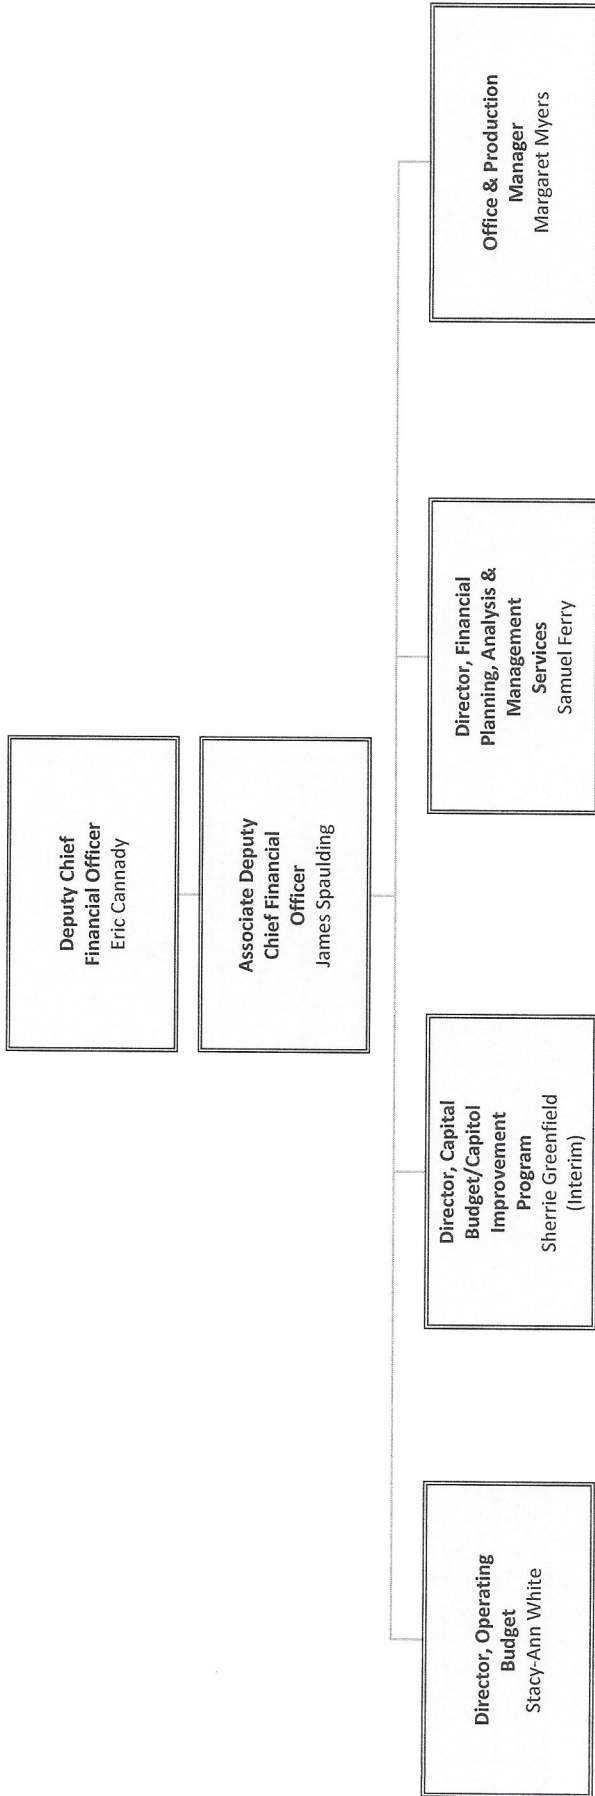 Deputy Chief
Financial Officer
Eric Cannady
Associate Deputy
Chief Financial
Officer
James Spaulding
Director, Operating
Budget
Stacy-Ann White
Director, Capital
Budget/Capitol
Improvement
Program
Sherrie Greenfield
(Interim)
Director, Financial
Planning, Analysis &
Management
Services
Samuel Ferry
Office & Production
Manager
Margaret Myers